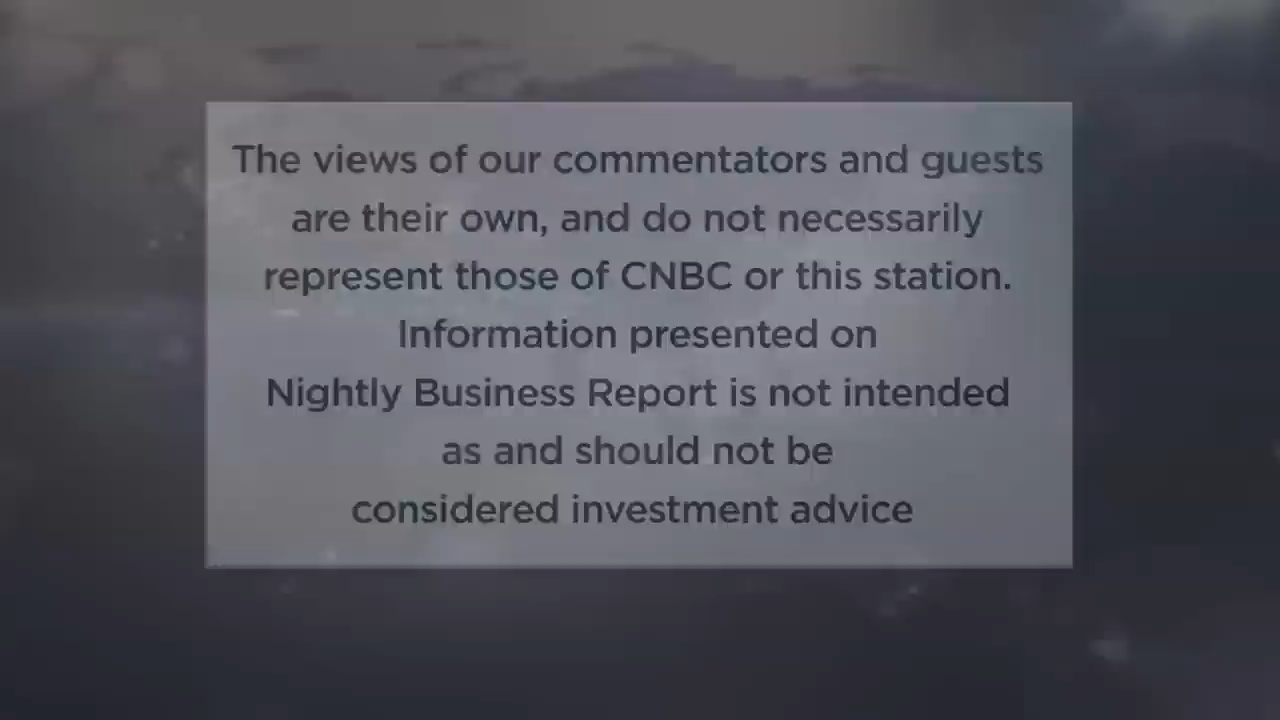 The views of our commentators and guests
are their own, and do not necessarily
represent those of CNBC or this station.
Information presented on
Nightly Business Report is not intended
as and should not be
considered investment advice